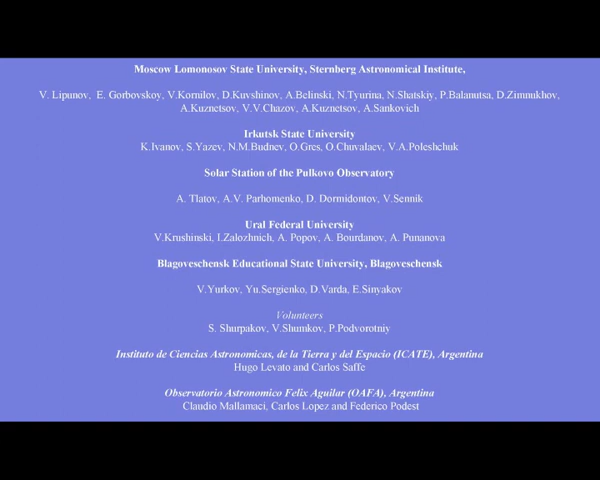 Moscow Lomonosov State University, Sternberg Astronomical Institute,
V. Lipunov, E. Gorbovskoy, V.Kornilov, D.Kuvshinov, A.Belinski, N.Tyurina, N.Shatskiy, P.Balanutsa, D.Zimnukhov,
A.Kuznetsov, V.V.Chazov, A.Kuznetsov, A.Sankovich
Irkutsk State University
K.Ivanov, S.Yazev, N.M.Budnev, O.Gres, O.Chuvalaev, V.A.Poleshchuk
Solar Station of the Pulkovo Observatory
A. Tlatov, A.V. Parhomenko, D. Dormidontov, V.Sennik
Ural Federal University
V.Krushinski, I.Zalozhnich, A. Popov, A. Bourdanov, A. Punanova
Blagoveschensk Educational State University, Blagoveschensk
V.Yurkov, Yu.Sergienko, D.Varda, E.Sinyakov
Volunteers
S. Shurpakov, V.Shumkov, P.Podvorotniy
Instituto de Ciencias Astronomicas, de la Tierra y del Espacio (ICATE), Argentina
Hugo Levato and Carlos Saffe
Observatorio Astronomico Felix Aguilar (OAFA), Argentina
Claudio Mallamaci, Carlos Lopez and Federico Podest